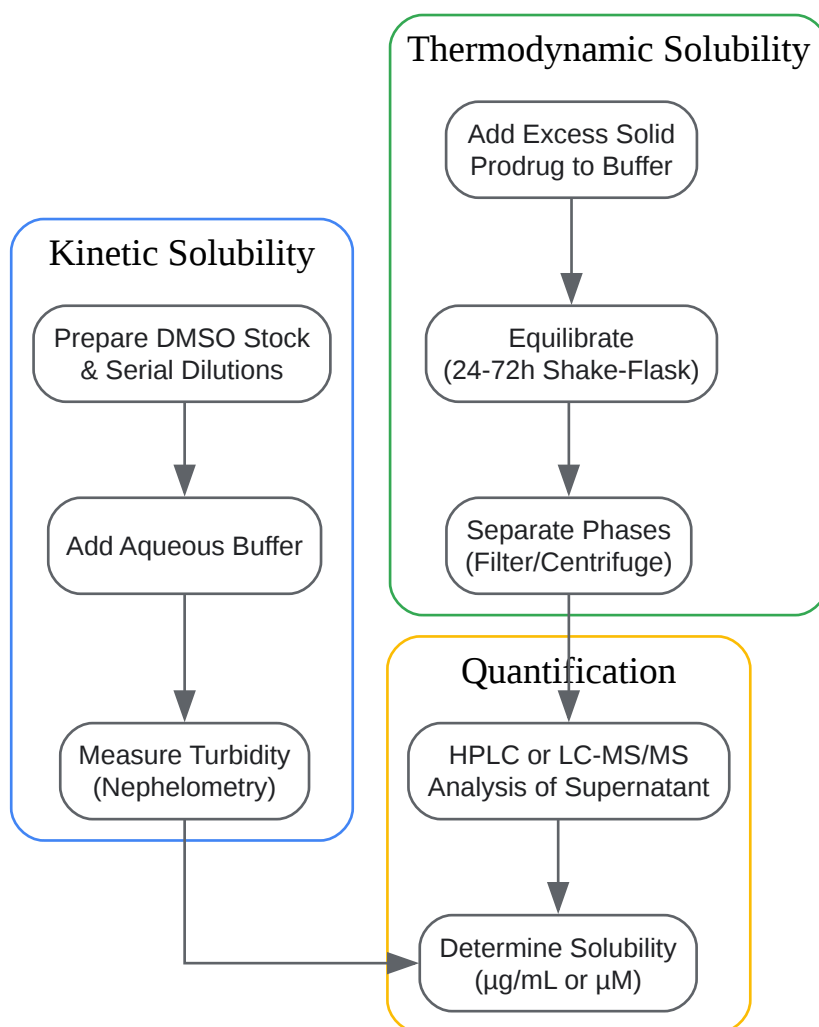 Thermodynamic Solubility
Add Excess Solid
Prodrug to Buffer
Equilibrate
(24-72h Shake-Flask)
Separate Phases
(Filter/Centrifuge)
Kinetic Solubility
Prepare DMSO Stock
& Serial Dilutions
Add Aqueous Buffer
Measure Turbidity
(Nephelometry)
Quantification
HPLC or LC-MS/MS
Analysis of Supernatant
Determine Solubility
(µg/mL or µM)